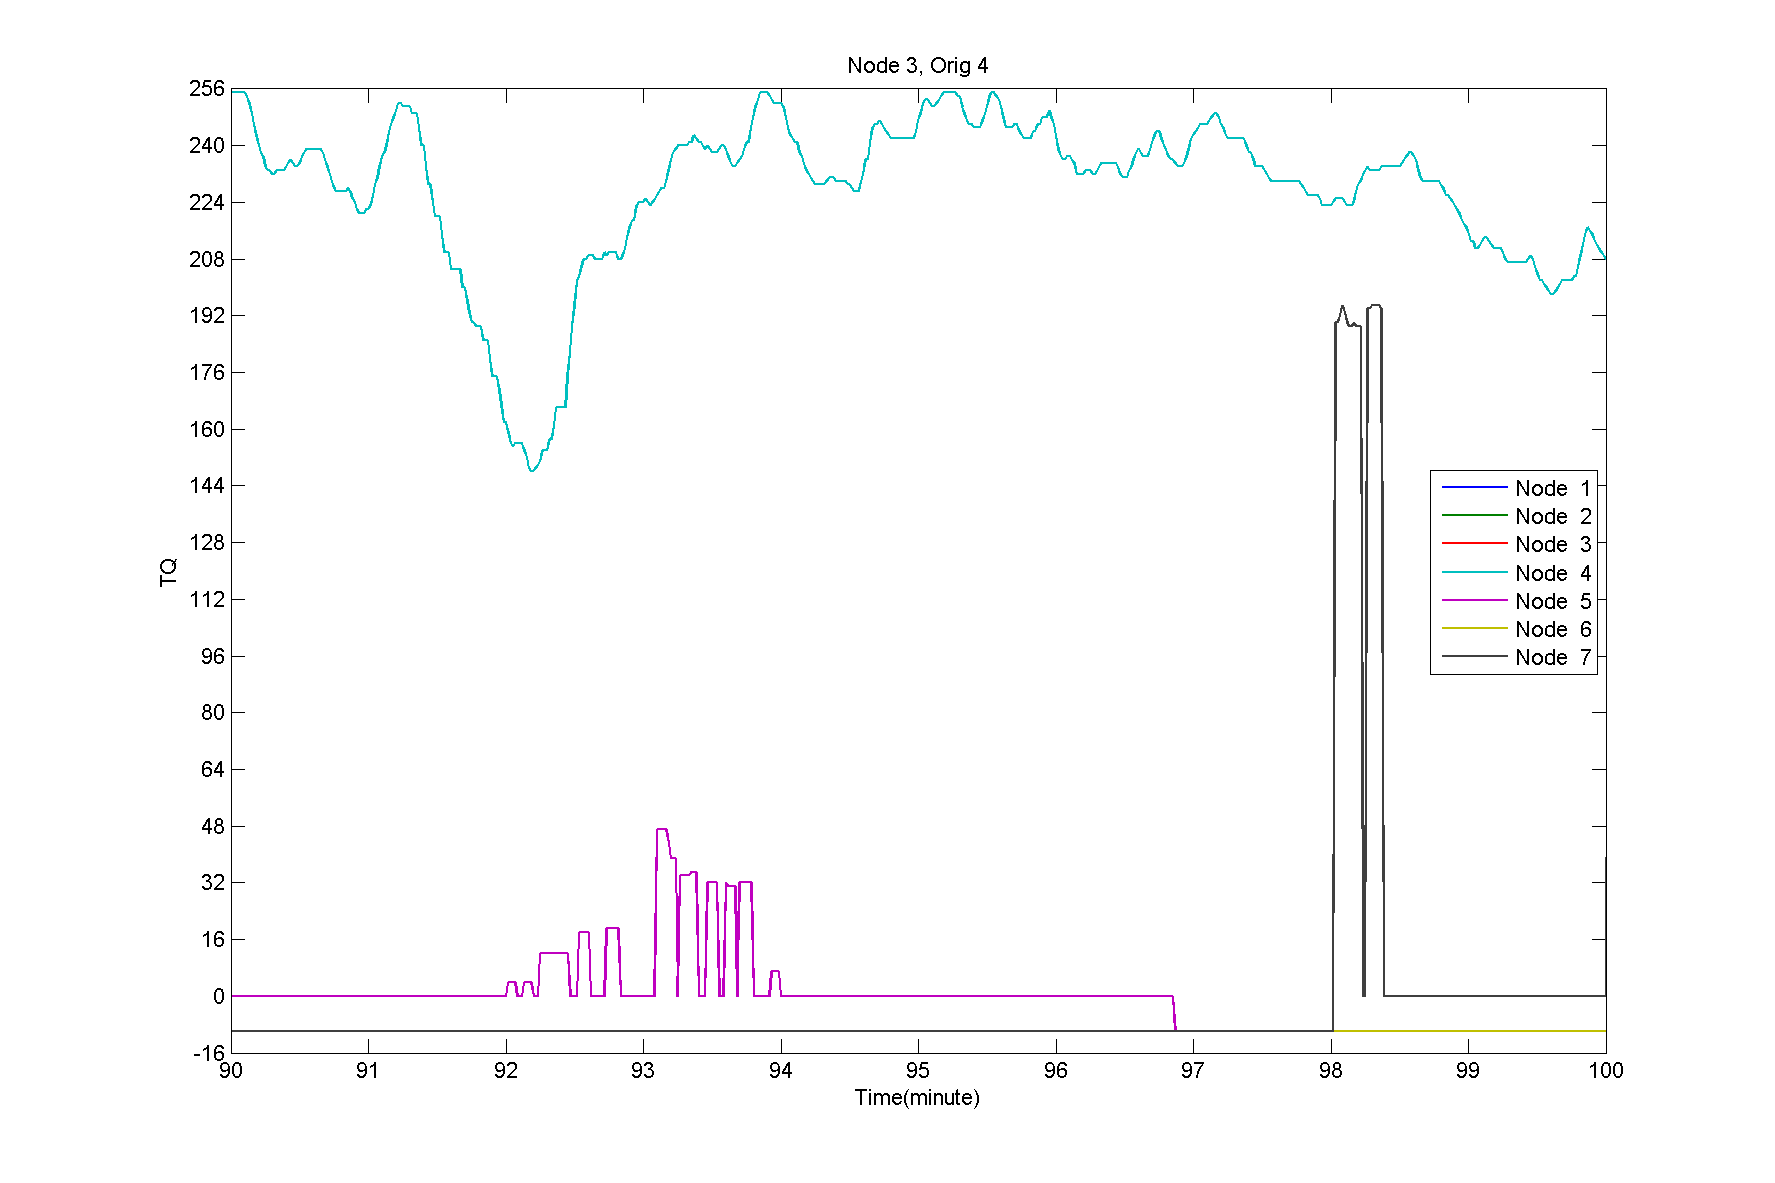 Node 3, Orig 4
256
240
224
208
192
176
160
144
128
112
96
80
64
48
32
16
0
-16
TQ
Node 1
Node 2
Node 3
Node 4
Node 5
Node 6
Node 7
90 91 92 93 94 95 96 97 98 99 100
Time(minute)